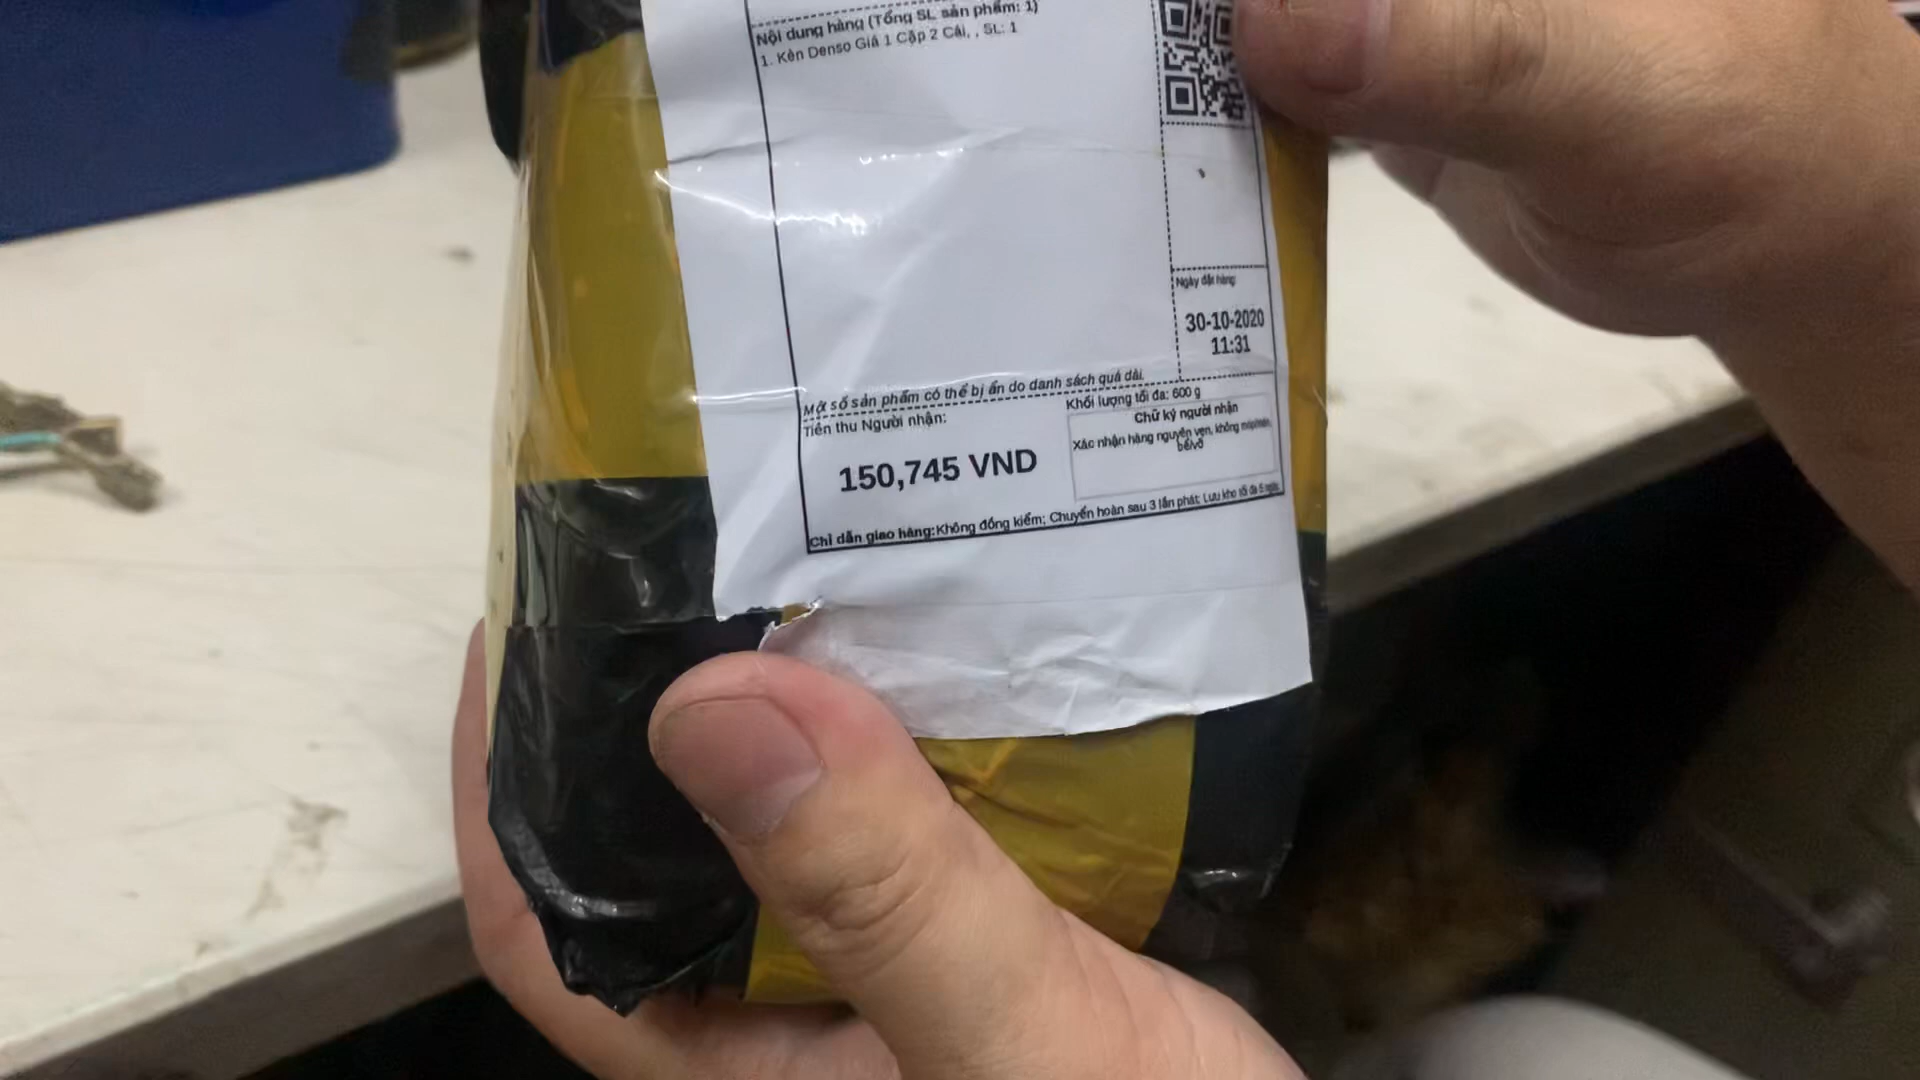 Nội dung hàng (Tổng SL sản phẩm: 1)
1. Kèn Denso Giá 1 Cặp 2 Cái, , SL: 1
Ngày đặt hàng:
30-10-2020
11:31
Một số sản phẩm có thể bị ẩn do danh sách quá dài.
Tiền thu Người nhận:
150,745 VND
Khối lượng tối đa: 600 g
Chữ ký người nhận
Xác nhận hàng nguyên vẹn, không móp/méo,
bể/vỡ
Chỉ dẫn giao hàng:Không đồng kiểm; Chuyển hoàn sau 3 lần phát; Lưu kho tối đa 5 ngày.